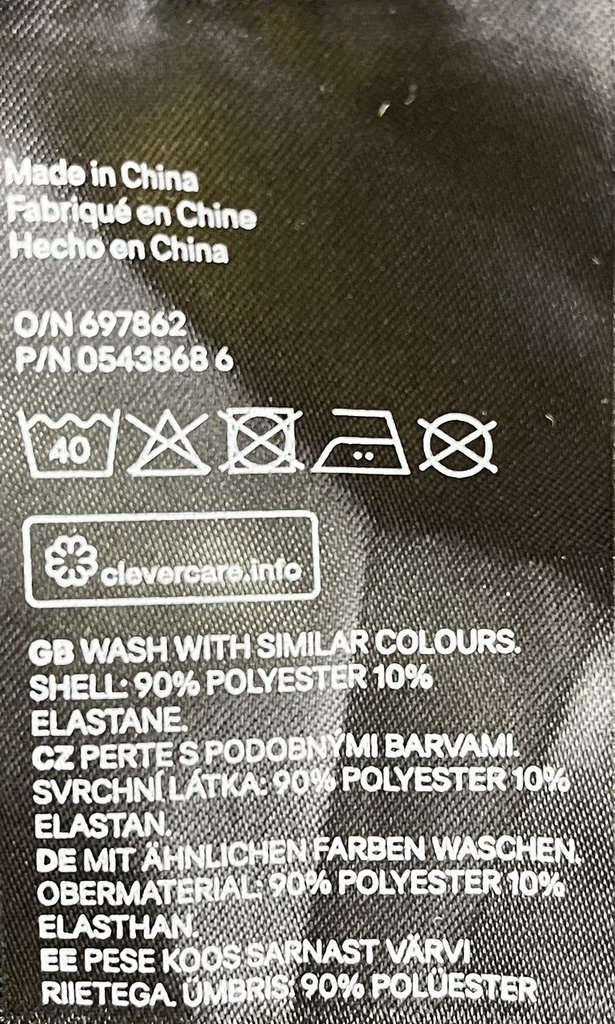 Made in China
Fabriqué en Chine
Hecho en China
O/N 697862
P/N 0543868 6
40
clevercare.info
GB WASH WITH SIMILAR COLOURS.
SHELL: 90% POLYESTER 10%
ELASTANE.
CZ PERTE S PODOBNÝMI BARVAMI.
SVRCHNÍ LÁTKA: 90% POLYESTER 10%
ELASTAN.
DE MIT ÄHNLICHEN FARBEN WASCHEN.
OBERMATERIAL: 90% POLYESTER 10%
ELASTHAN.
EE PESE KOOS SARNAST VÄRVI
RIIETEGA. ÜMBRIS: 90% POLÜESTER